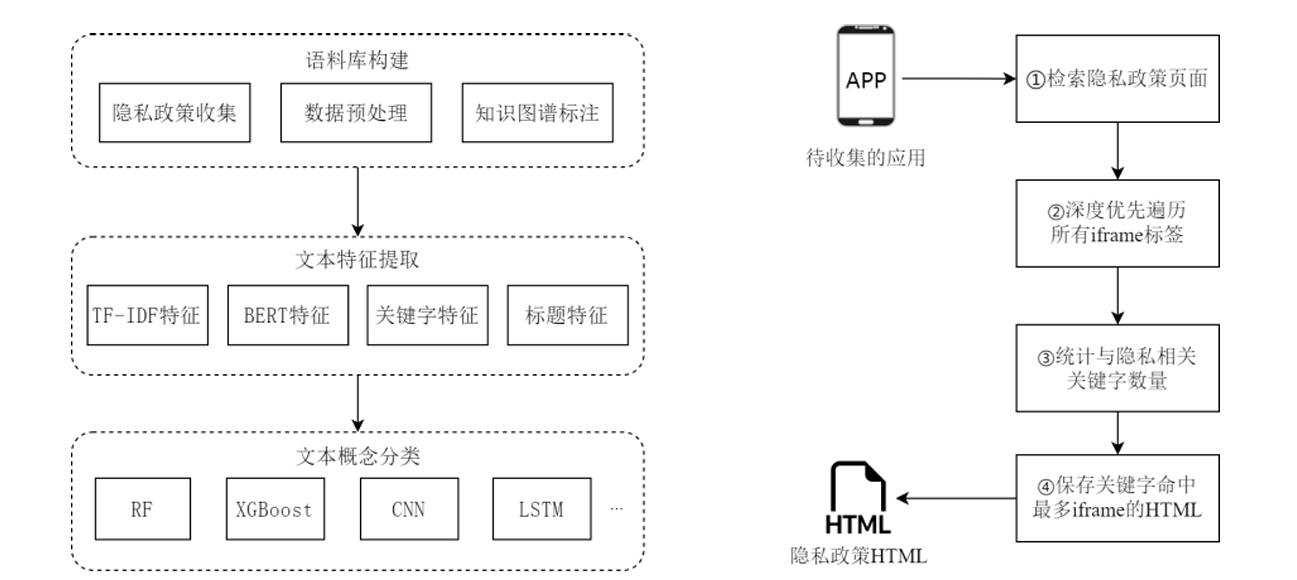 语料库构建
隐私政策收集
数据预处理
知识图谱标注
文本特征提取
TF-IDF特征
BERT特征
关键字特征
标题特征
文本概念分类
RF
XGBoost
CNN
LSTM
…
APP
待收集的应用
①检索隐私政策页面
②深度优先遍历
所有iframe标签
③统计与隐私相关
关键字数量
④保存关键字命中
最多iframe的HTML
HTML
隐私政策HTML